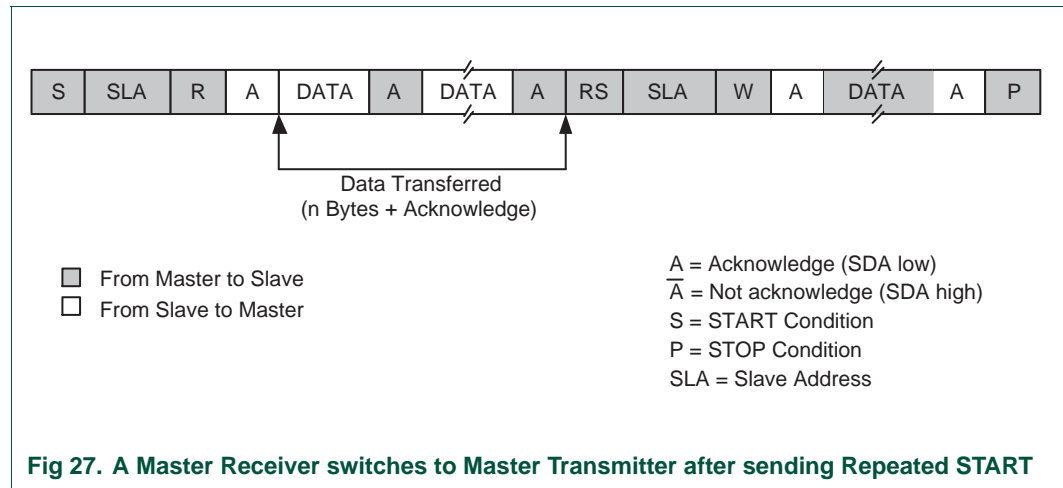 S SLA R A DATA A DATA A RS SLA W A DATA A P
Data Transferred
(n Bytes + Acknowledge)
From Master to Slave
From Slave to Master
A = Acknowledge (SDA low)
A̅ = Not acknowledge (SDA high)
S = START Condition
P = STOP Condition
SLA = Slave Address
Fig 27. A Master Receiver switches to Master Transmitter after sending Repeated START